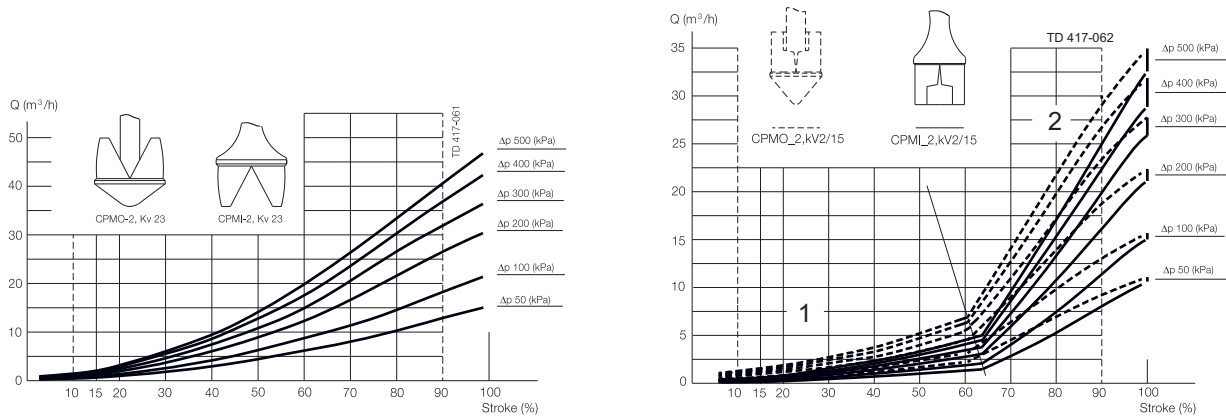 Q (m³/h)
50
40
30
20
10
0
10 15 20 30 40 50 60 70 80 90 100
Stroke (%)
CPMO-2, Kv 23
CPMI-2, Kv 23
TD 417-061
Δp 500 (kPa)
Δp 400 (kPa)
Δp 300 (kPa)
Δp 200 (kPa)
Δp 100 (kPa)
Δp 50 (kPa)
Q (m³/h)
35
30
25
20
15
10
5
0
10 15 20 30 40 50 60 70 80 90 100
Stroke (%)
CPMO_2,kV2/15
CPMI_2,kV2/15
TD 417-062
1
2
Δp 500 (kPa)
Δp 400 (kPa)
Δp 300 (kPa)
Δp 200 (kPa)
Δp 100 (kPa)
Δp 50 (kPa)